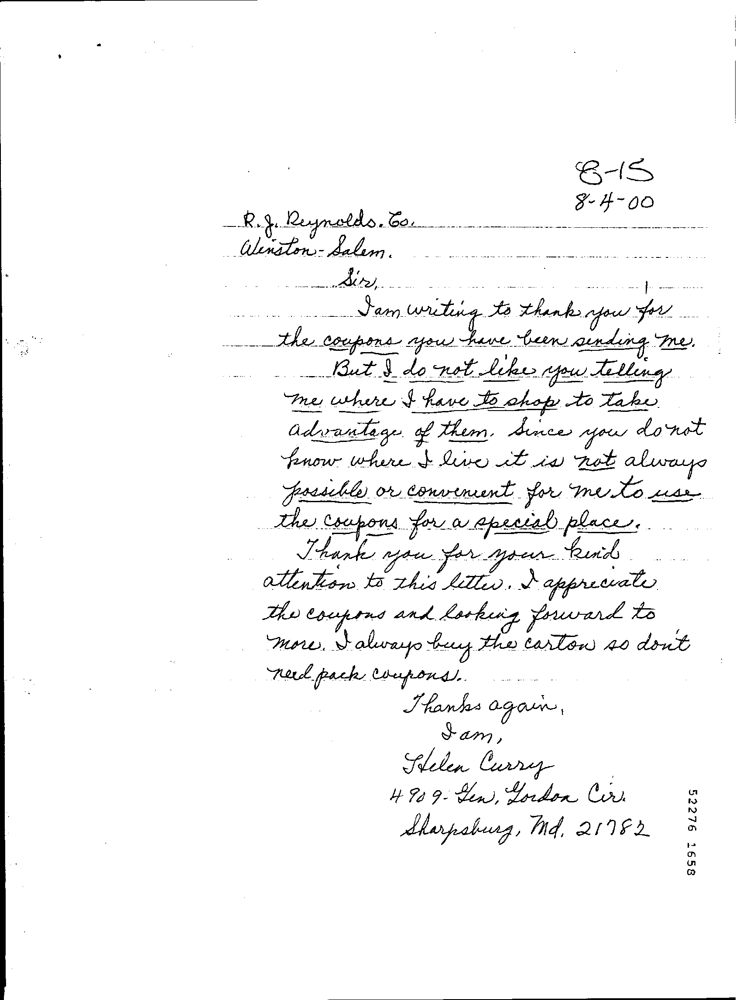 8-15
8-4-00
R.J. Reynolds. Co.
Winston-Salem.
Sir,
I am writing to thank you for
the coupons you have been sending me.
But I do not like you telling
me where I have to shop to take
advantage of them. Since you do not
know where I live it is not always
possible or convenient for me to use
the coupons for a special place.
Thank you for your kind
attention to this letter. I appreciate
the coupons and looking forward to
more. I always buy the carton so don't
need pack coupons.
Thanks again,
I am,
Helen Curry
4909-Gen, Gordon Cir.
Sharpsburg, Md. 21782
52276 1658